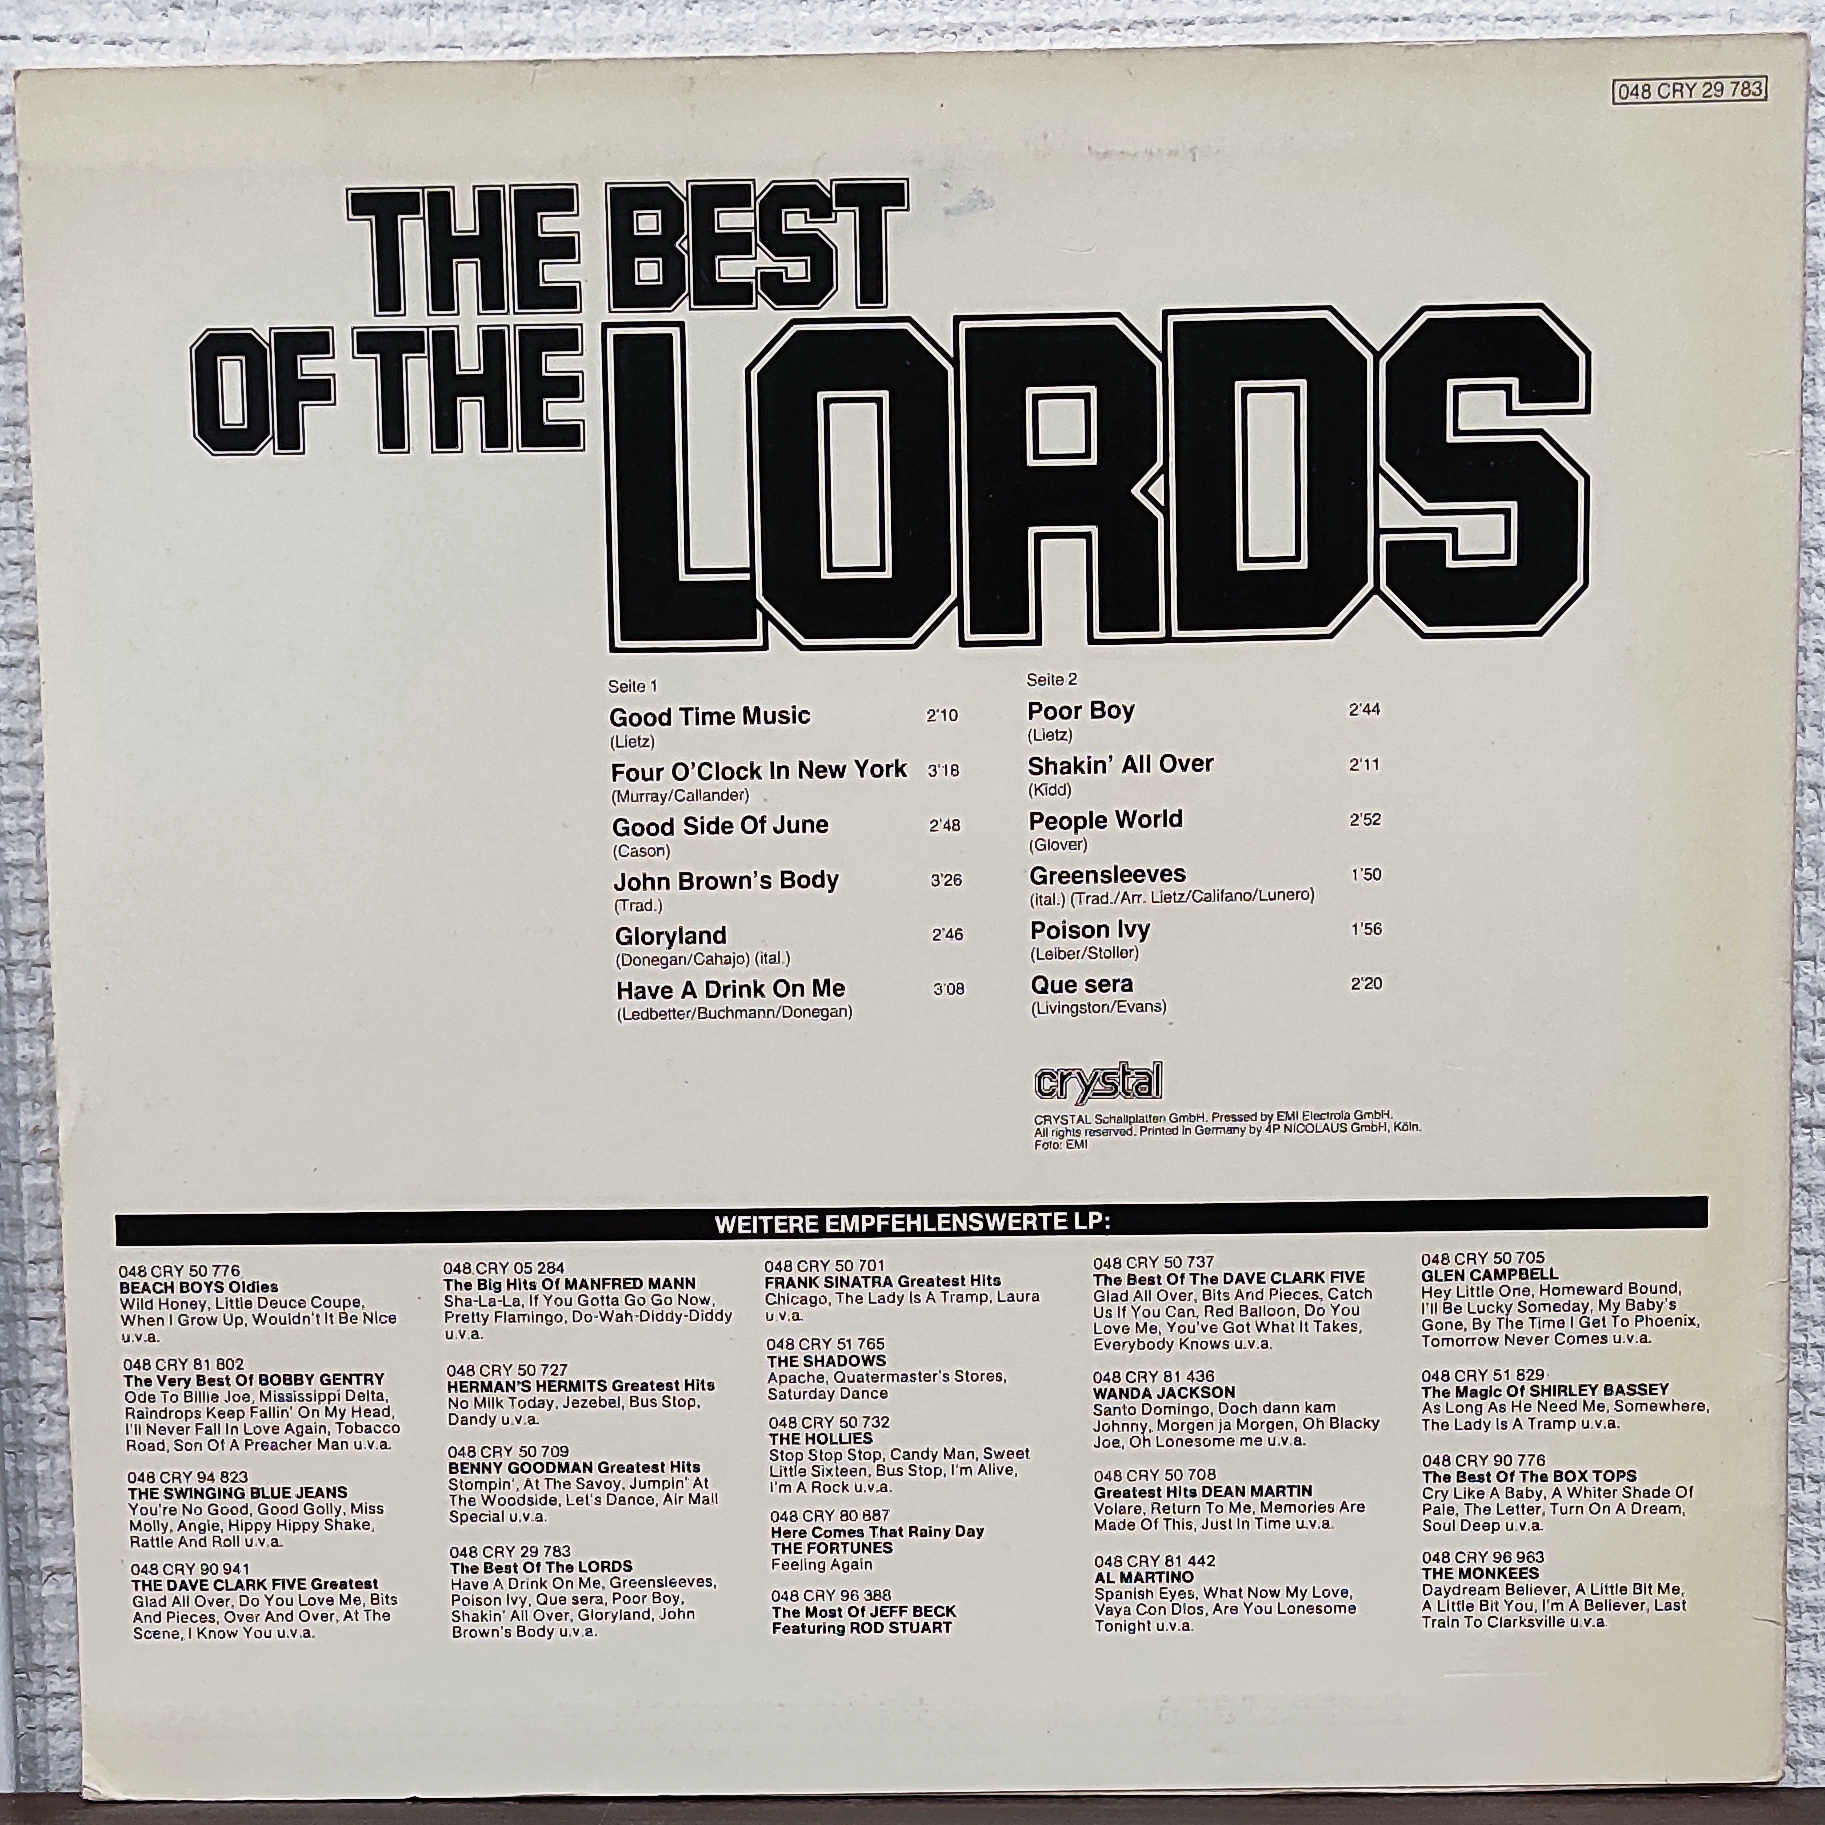 048 CRY 29 783
THE BEST
OF THE LORDS
Seite 1
Good Time Music 2'10
(Lietz)
Four O'Clock In New York 3'18
(Murray/Callander)
Good Side Of June 2'48
(Cason)
John Brown's Body 3'26
(Trad.)
Gloryland 2'46
(Donegan/Cahajo) (ital.)
Have A Drink On Me 3'08
(Ledbetter/Buchmann/Donegan)
Seite 2
Poor Boy 2'44
(Lietz)
Shakin' All Over 2'11
(Kidd)
People World 2'52
(Glover)
Greensleeves 1'50
(ital.) (Trad./Arr. Lietz/Califano/Lunero)
Poison Ivy 1'56
(Leiber/Stoller)
Que sera 2'20
(Livingston/Evans)
crystal
CRYSTAL Schallplatten GmbH. Pressed by EMI Electrola GmbH.
All rights reserved. Printed in Germany by 4P NICOLAUS GmbH, Köln.
Foto: EMI
WEITERE EMPFEHLENSWERTE LP:
048 CRY 50 776
BEACH BOYS Oldies
Wild Honey, Little Deuce Coupe,
When I Grow Up, Wouldn't It Be Nice
u.v.a.
048 CRY 81 802
The Very Best Of BOBBY GENTRY
Ode To Billie Joe, Mississippi Delta,
Raindrops Keep Fallin' On My Head,
I'll Never Fall In Love Again, Tobacco
Road, Son Of A Preacher Man u.v.a.
048 CRY 94 823
THE SWINGING BLUE JEANS
You're No Good, Good Golly, Miss
Molly, Angie, Hippy Hippy Shake,
Rattle And Roll u.v.a.
048 CRY 90 941
THE DAVE CLARK FIVE Greatest
Glad All Over, Do You Love Me, Bits
And Pieces, Over And Over, At The
Scene, I Know You u.v.a.
048 CRY 05 284
The Big Hits Of MANFRED MANN
Sha-La-La, If You Gotta Go Go Now,
Pretty Flamingo, Do-Wah-Diddy-Diddy
u.v.a.
048 CRY 50 727
HERMAN'S HERMITS Greatest Hits
No Milk Today, Jezebel, Bus Stop,
Dandy u.v.a.
048 CRY 50 709
BENNY GOODMAN Greatest Hits
Stompin', At The Savoy, Jumpin' At
The Woodside, Let's Dance, Air Mail
Special u.v.a.
048 CRY 29 783
The Best Of The LORDS
Have A Drink On Me, Greensleeves,
Poison Ivy, Que sera, Poor Boy,
Shakin' All Over, Gloryland, John
Brown's Body u.v.a.
048 CRY 50 701
FRANK SINATRA Greatest Hits
Chicago, The Lady Is A Tramp, Laura
u.v.a.
048 CRY 51 765
THE SHADOWS
Apache, Quatermaster's Stores,
Saturday Dance
048 CRY 50 732
THE HOLLIES
Stop Stop Stop, Candy Man, Sweet
Little Sixteen, Bus Stop, I'm Alive,
I'm A Rock u.v.a.
048 CRY 80 887
Here Comes That Rainy Day
THE FORTUNES
Feeling Again
048 CRY 96 388
The Most Of JEFF BECK
Featuring ROD STUART
048 CRY 50 737
The Best Of The DAVE CLARK FIVE
Glad All Over, Bits And Pieces, Catch
Us If You Can, Red Balloon, Do You
Love Me, You've Got What It Takes,
Everybody Knows u.v.a.
048 CRY 81 436
WANDA JACKSON
Santo Domingo, Doch dann kam
Johnny, Morgen ja Morgen, Oh Blacky
Joe, Oh Lonesome me u.v.a.
048 CRY 50 708
Greatest Hits DEAN MARTIN
Volare, Return To Me, Memories Are
Made Of This, Just In Time u.v.a.
048 CRY 81 442
AL MARTINO
Spanish Eyes, What Now My Love,
Vaya Con Dios, Are You Lonesome
Tonight u.v.a.
048 CRY 50 705
GLEN CAMPBELL
Hey Little One, Homeward Bound,
I'll Be Lucky Someday, My Baby's
Gone, By The Time I Get To Phoenix,
Tomorrow Never Comes u.v.a.
048 CRY 51 829
The Magic Of SHIRLEY BASSEY
As Long As He Need Me, Somewhere,
The Lady Is A Tramp u.v.a.
048 CRY 90 776
The Best Of The BOX TOPS
Cry Like A Baby, A Whiter Shade Of
Pale, The Letter, Turn On A Dream,
Soul Deep u.v.a.
048 CRY 96 963
THE MONKEES
Daydream Believer, A Little Bit Me,
A Little Bit You, I'm A Believer, Last
Train To Clarksville u.v.a.